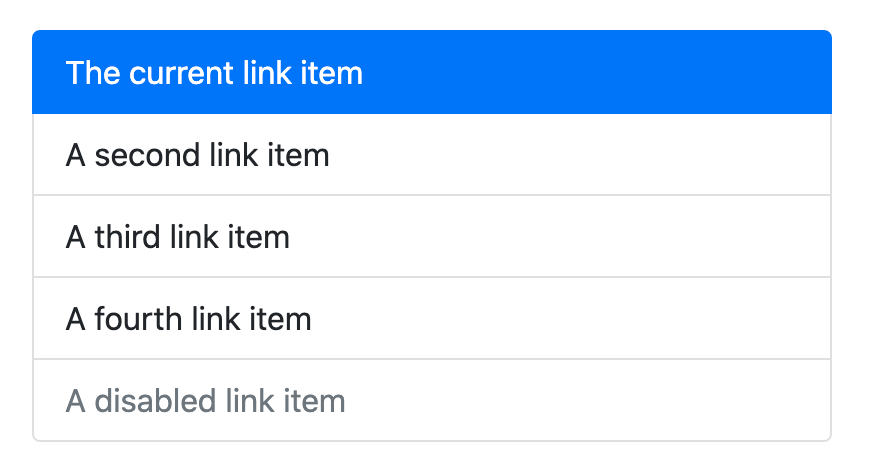 The current link item
A second link item
A third link item
A fourth link item
A disabled link item